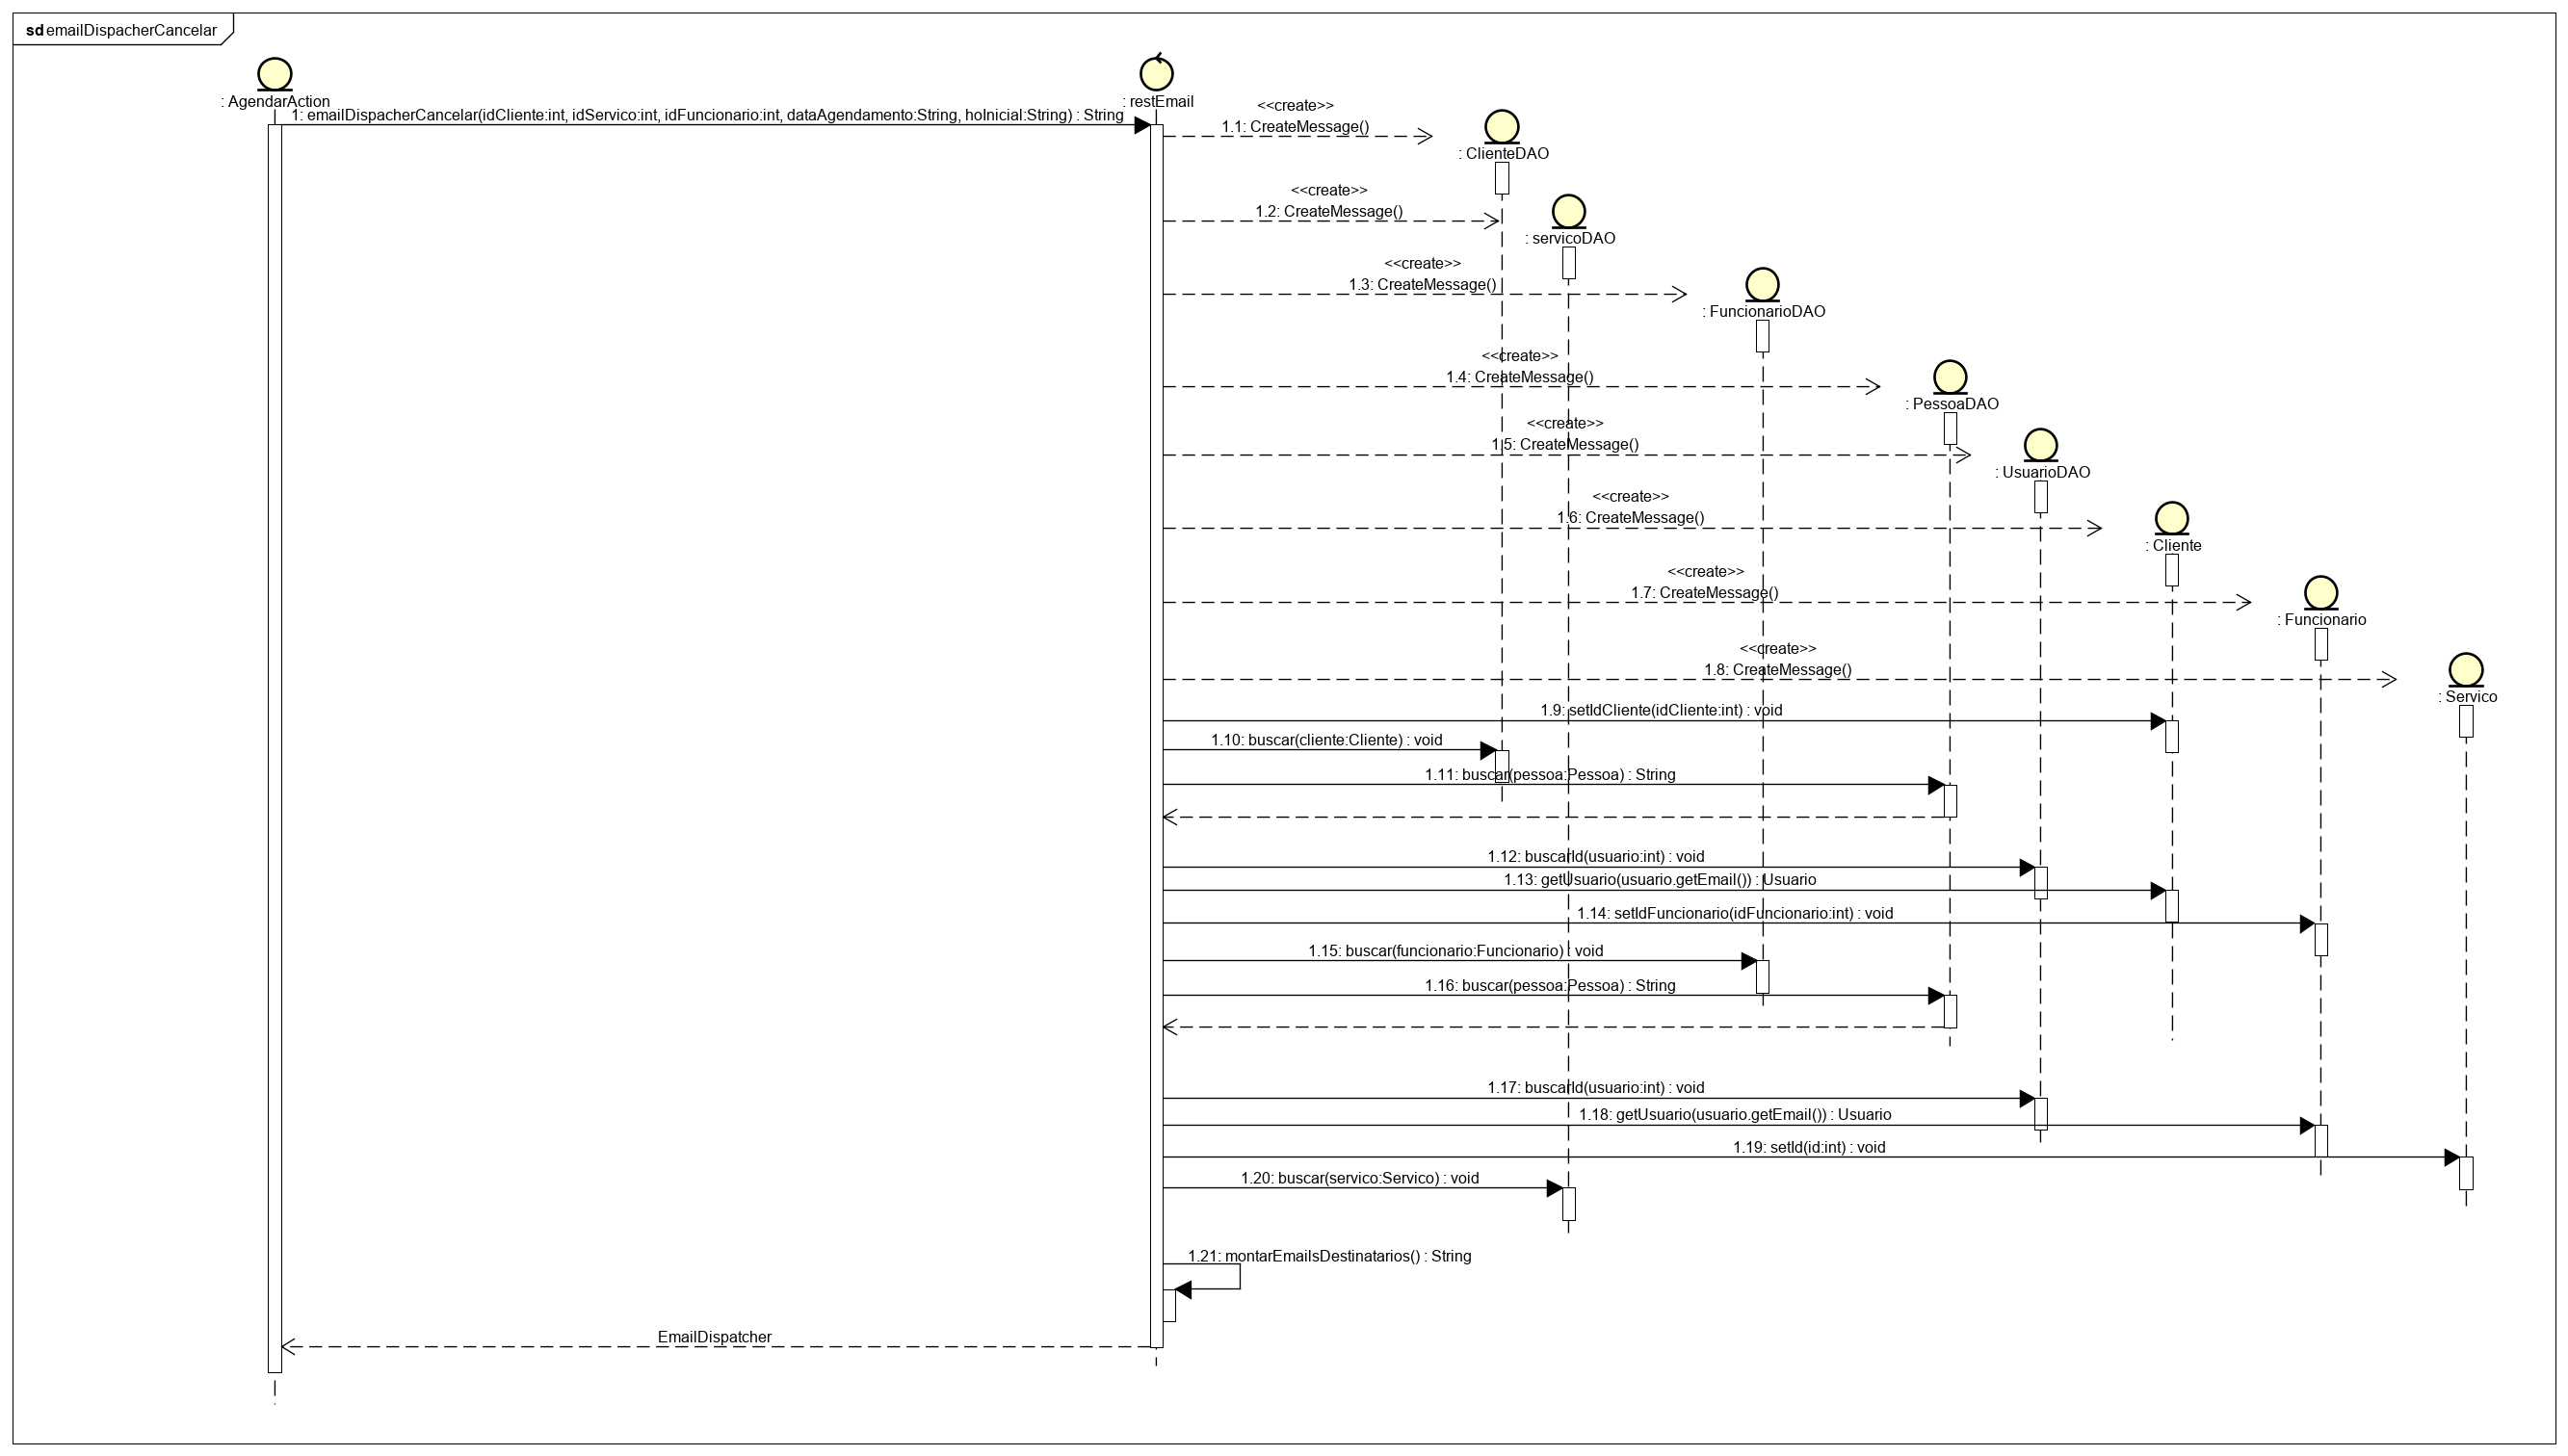 sd emailDispacherCancelar
: AgendarAction
: restEmail
1: emailDispacherCancelar(idCliente:int, idServico:int, idFuncionario:int, dataAgendamento:String, hoInicial:String) : String
<<create>>
1.1: CreateMessage()
: ClienteDAO
<<create>>
1.2: CreateMessage()
: servicoDAO
<<create>>
1.3: CreateMessage()
: FuncionarioDAO
<<create>>
1.4: CreateMessage()
: PessoaDAO
<<create>>
1.5: CreateMessage()
: UsuarioDAO
<<create>>
1.6: CreateMessage()
: Cliente
<<create>>
1.7: CreateMessage()
: Funcionario
<<create>>
1.8: CreateMessage()
: Servico
1.9: setIdCliente(idCliente:int) : void
1.10: buscar(cliente:Cliente) : void
1.11: buscar(pessoa:Pessoa) : String
1.12: buscarId(usuario:int) : void
1.13: getUsuario(usuario.getEmail()) : Usuario
1.14: setIdFuncionario(idFuncionario:int) : void
1.15: buscar(funcionario:Funcionario) : void
1.16: buscar(pessoa:Pessoa) : String
1.17: buscarId(usuario:int) : void
1.18: getUsuario(usuario.getEmail()) : Usuario
1.19: setId(id:int) : void
1.20: buscar(servico:Servico) : void
1.21: montarEmailsDestinatarios() : String
EmailDispatcher